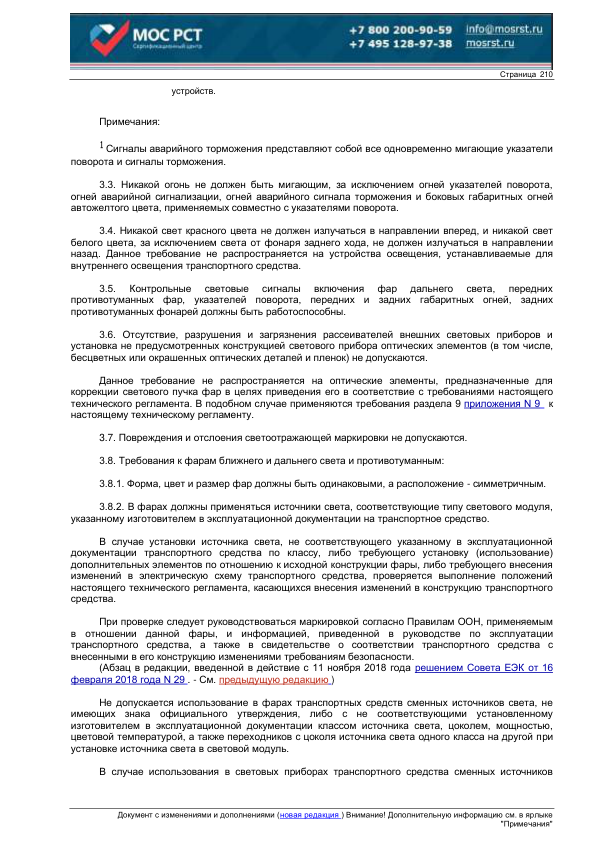 МОС РСТ
Сертификационный центр
+7 800 200-90-59 info@mosrst.ru
+7 495 128-97-38 mosrst.ru
Страница 210
устройств.
Примечания:
1 Сигналы аварийного торможения представляют собой все одновременно мигающие указатели
поворота и сигналы торможения.
3.3. Никакой огонь не должен быть мигающим, за исключением огней указателей поворота,
огней аварийной сигнализации, огней аварийного сигнала торможения и боковых габаритных огней
автожелтого цвета, применяемых совместно с указателями поворота.
3.4. Никакой свет красного цвета не должен излучаться в направлении вперед, и никакой свет
белого цвета, за исключением света от фонаря заднего хода, не должен излучаться в направлении
назад. Данное требование не распространяется на устройства освещения, устанавливаемые для
внутреннего освещения транспортного средства.
3.5. Контрольные световые сигналы включения фар дальнего света, передних
противотуманных фар, указателей поворота, передних и задних габаритных огней, задних
противотуманных фонарей должны быть работоспособны.
3.6. Отсутствие, разрушения и загрязнения рассеивателей внешних световых приборов и
установка не предусмотренных конструкцией светового прибора оптических элементов (в том числе,
бесцветных или окрашенных оптических деталей и пленок) не допускаются.
Данное требование не распространяется на оптические элементы, предназначенные для
коррекции светового пучка фар в целях приведения его в соответствие с требованиями настоящего
технического регламента. В подобном случае применяются требования раздела 9 приложения N 9 к
настоящему техническому регламенту.
3.7. Повреждения и отслоения светоотражающей маркировки не допускаются.
3.8. Требования к фарам ближнего и дальнего света и противотуманным:
3.8.1. Форма, цвет и размер фар должны быть одинаковыми, а расположение - симметричным.
3.8.2. В фарах должны применяться источники света, соответствующие типу светового модуля,
указанному изготовителем в эксплуатационной документации на транспортное средство.
В случае установки источника света, не соответствующего указанному в эксплуатационной
документации транспортного средства по классу, либо требующего установку (использование)
дополнительных элементов по отношению к исходной конструкции фары, либо требующего внесения
изменений в электрическую схему транспортного средства, проверяется выполнение положений
настоящего технического регламента, касающихся внесения изменений в конструкцию транспортного
средства.
При проверке следует руководствоваться маркировкой согласно Правилам ООН, применяемым
в отношении данной фары, и информацией, приведенной в руководстве по эксплуатации
транспортного средства, а также в свидетельстве о соответствии транспортного средства с
внесенными в его конструкцию изменениями требованиям безопасности.
(Абзац в редакции, введенной в действие с 11 ноября 2018 года решением Совета ЕЭК от 16
февраля 2018 года N 29 . - См. предыдущую редакцию )
Не допускается использование в фарах транспортных средств сменных источников света, не
имеющих знака официального утверждения, либо с не соответствующими установленному
изготовителем в эксплуатационной документации классом источника света, цоколем, мощностью,
цветовой температурой, а также переходников с цоколя источника света одного класса на другой при
установке источника света в световой модуль.
В случае использования в световых приборах транспортного средства сменных источников
Документ с изменениями и дополнениями (новая редакция ) Внимание! Дополнительную информацию см. в ярлыке
"Примечания"